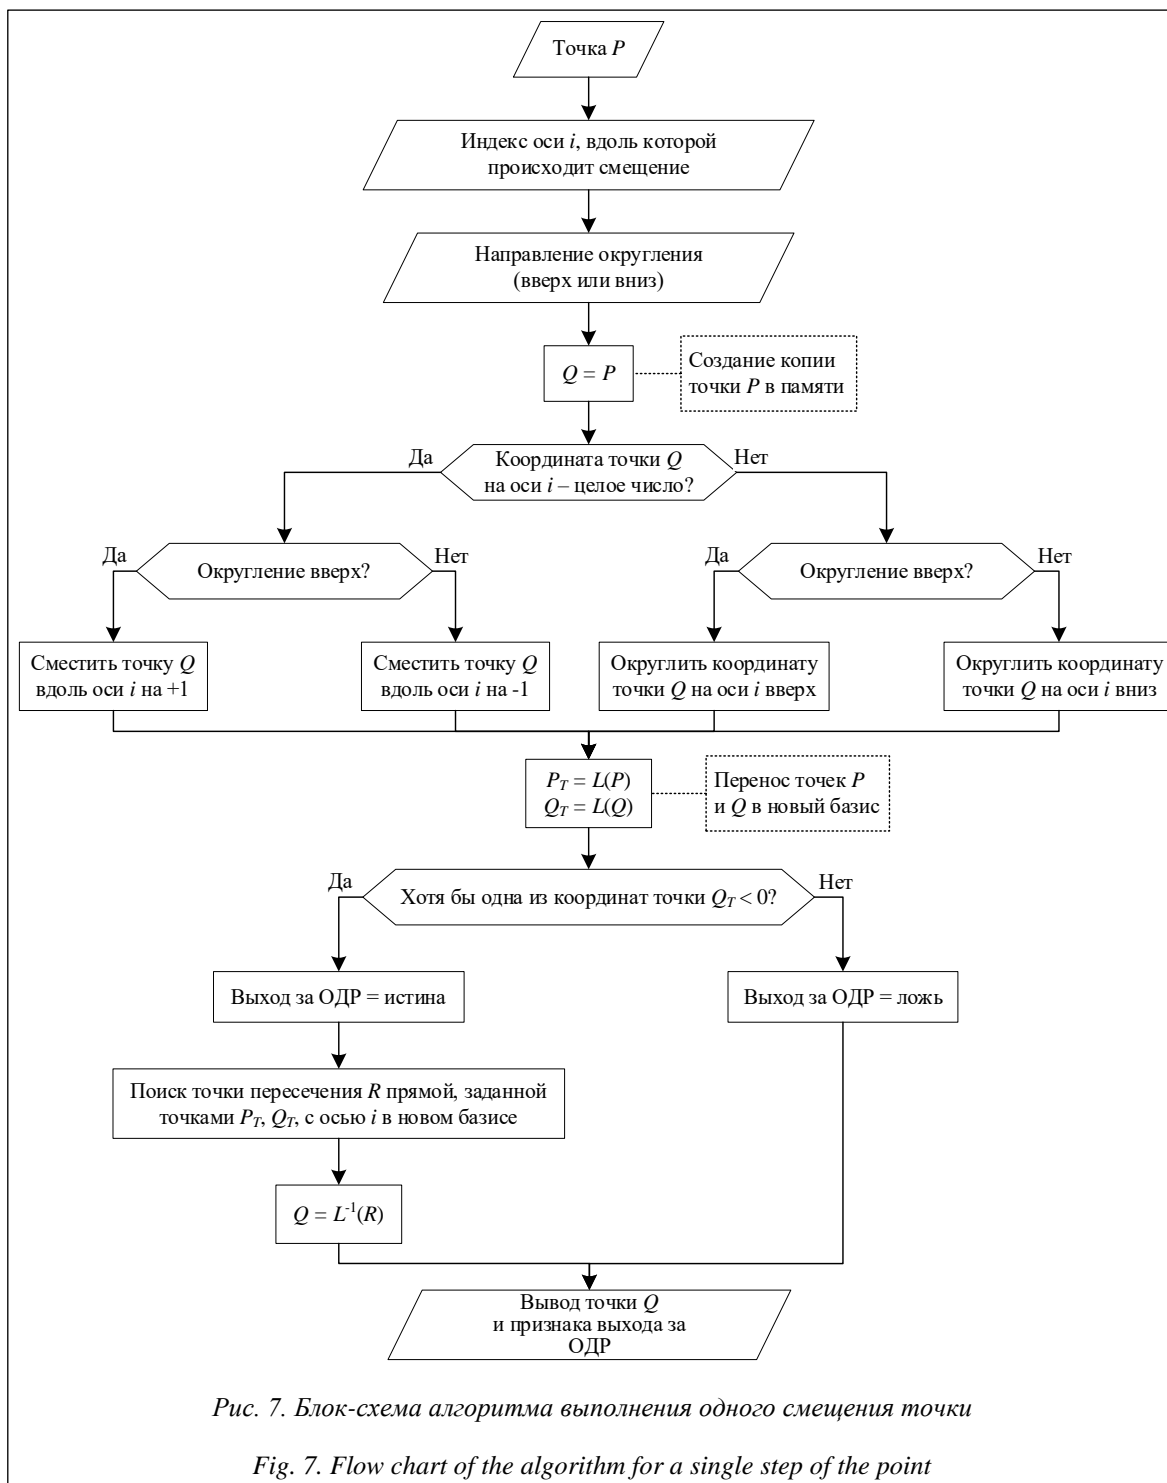 Точка P
Индекс оси i, вдоль которой
происходит смещение
Направление округления
(вверх или вниз)
Q = P
Создание копии
точки P в памяти
Да
Координата точки Q
на оси i – целое число?
Нет
Да
Округление вверх?
Нет
Да
Округление вверх?
Нет
Сместить точку Q
вдоль оси i на +1
Сместить точку Q
вдоль оси i на -1
Округлить координату
точки Q на оси i вверх
Округлить координату
точки Q на оси i вниз
P_T = L(P)
Q_T = L(Q)
Перенос точек P
и Q в новый базис
Да
Хотя бы одна из координат точки Q_T < 0?
Нет
Выход за ОДР = истина
Выход за ОДР = ложь
Поиск точки пересечения R прямой, заданной
точками P_T, Q_T, с осью i в новом базисе
Q = L⁻¹(R)
Вывод точки Q
и признака выхода за
ОДР
Рис. 7. Блок-схема алгоритма выполнения одного смещения точки
Fig. 7. Flow chart of the algorithm for a single step of the point